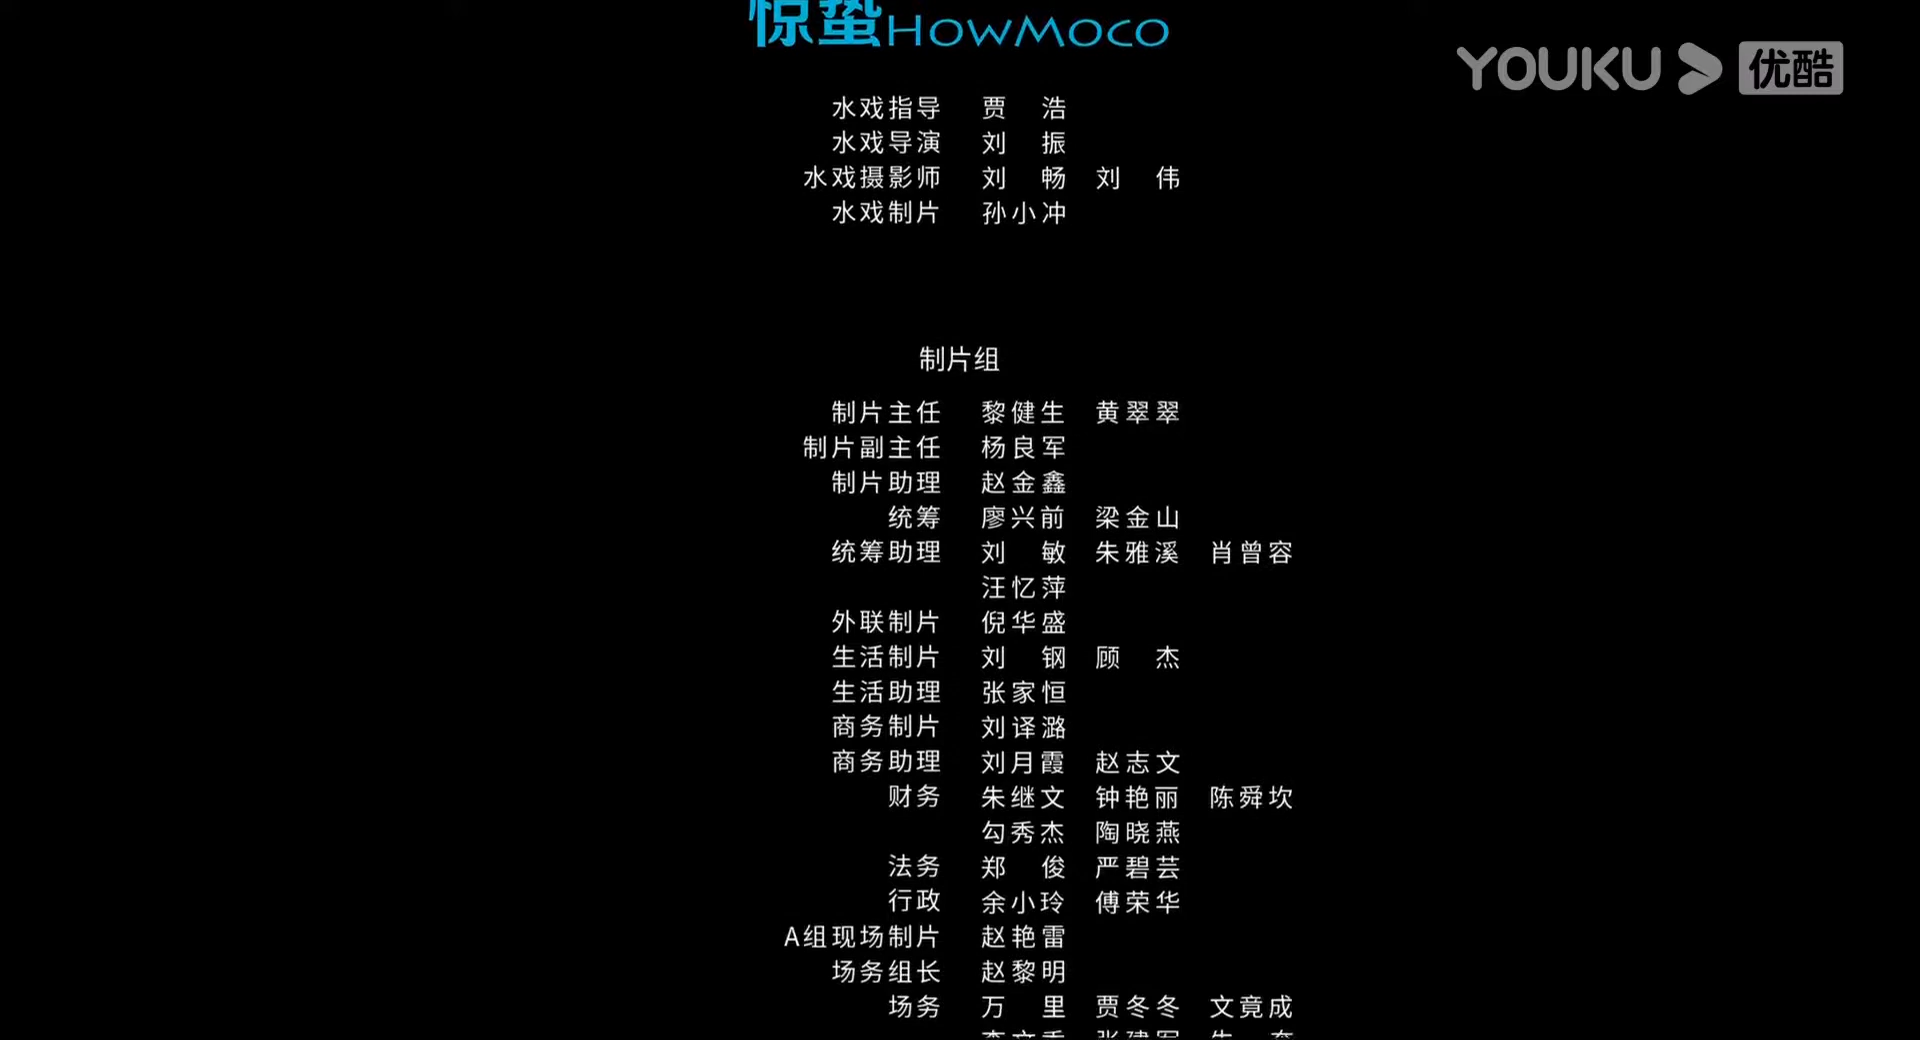 惊蛰HOWMOCO
YOUKU 优酷
水戏指导 贾 浩
水戏导演 刘 振
水戏摄影师 刘 畅 刘 伟
水戏制片 孙小冲
制片组
制片主任 黎健生 黄翠翠
制片副主任 杨良军
制片助理 赵金鑫
统筹 廖兴前 梁金山
统筹助理 刘 敏 朱雅溪 肖曾容
汪忆萍
外联制片 倪华盛
生活制片 刘 钢 顾 杰
生活助理 张家恒
商务制片 刘译潞
商务助理 刘月霞 赵志文
财务 朱继文 钟艳丽 陈舜坎
勾秀杰 陶晓燕
法务 郑 俊 严碧芸
行政 余小玲 傅荣华
A组现场制片 赵艳雷
场务组长 赵黎明
场务 万 里 贾冬冬 文竟成